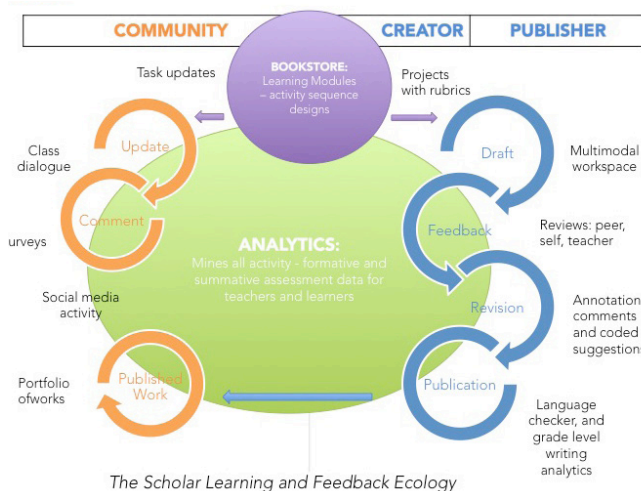 COMMUNITY
CREATOR
PUBLISHER
BOOKSTORE:
Learning Modules
– activity sequence
designs
Task updates
Projects
with rubrics
Update
Draft
Class
dialogue
Multimodal
workspace
Comment
Feedback
urveys
Reviews: peer,
self, teacher
ANALYTICS:
Mines all activity - formative and
summative assessment data for
teachers and learners
Social media
activity
Revision
Annotation
comments
and coded
suggestions
Published
Work
Publication
Portfolio
ofworks
Language
checker, and
grade level
writing
analytics
The Scholar Learning and Feedback Ecology